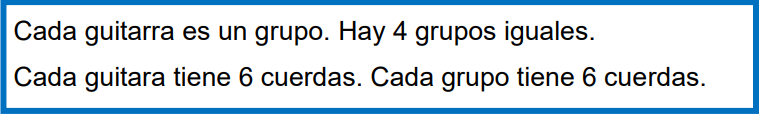 Cada guitarra es un grupo. Hay 4 grupos iguales.
Cada guitara tiene 6 cuerdas. Cada grupo tiene 6 cuerdas.